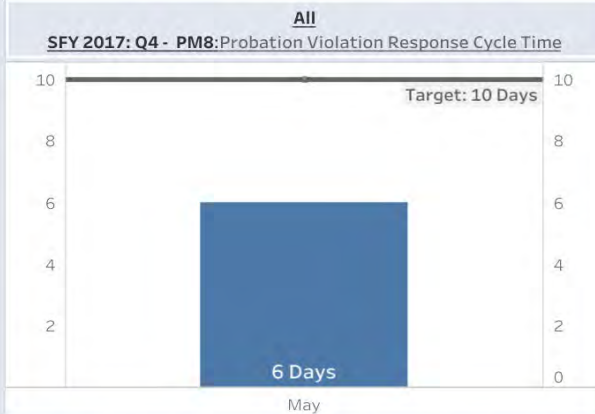 All
SFY 2017: Q4 - PM8:Probation Violation Response Cycle Time
10
10
Target: 10 Days
8
8
6
6
4
4
2
2
6 Days
0
May